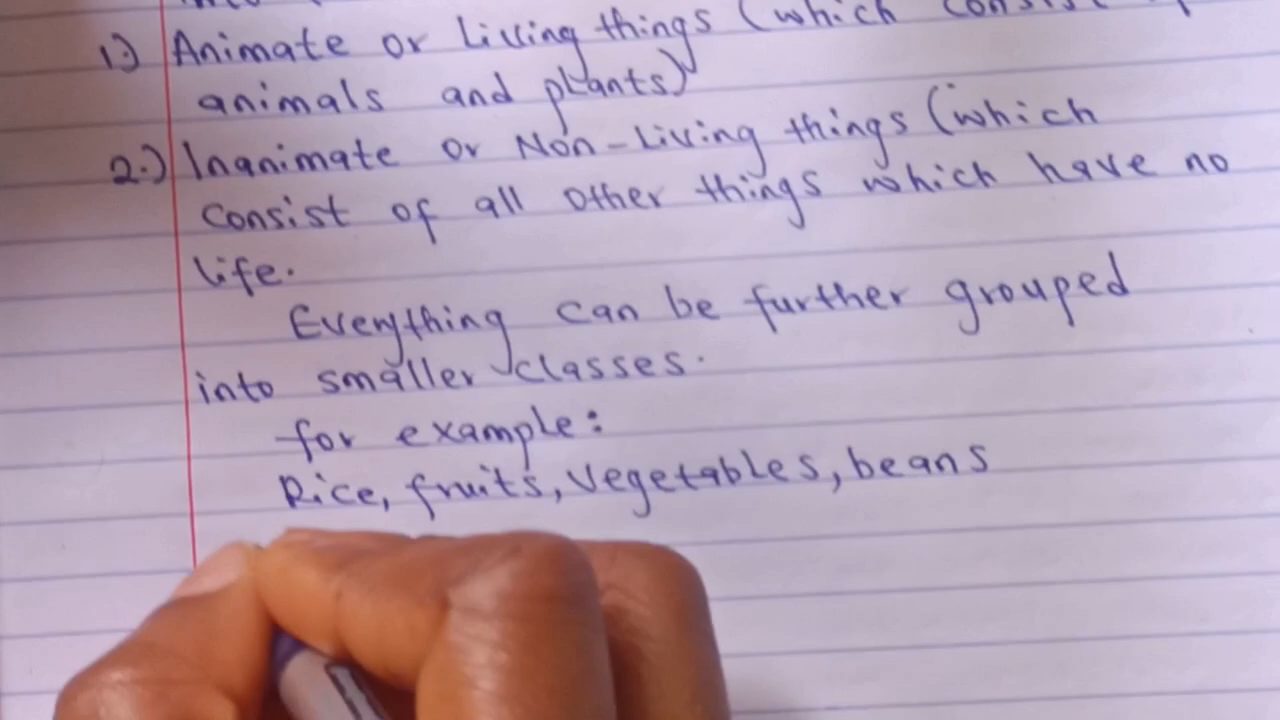 1.) Animate or Living things (which consist
animals and plants)
2.) Inanimate or Non-Living things (which
consist of all other things which have no
life.
Everything can be further grouped
into smaller classes.
for example:
Rice, fruits, vegetables, beans